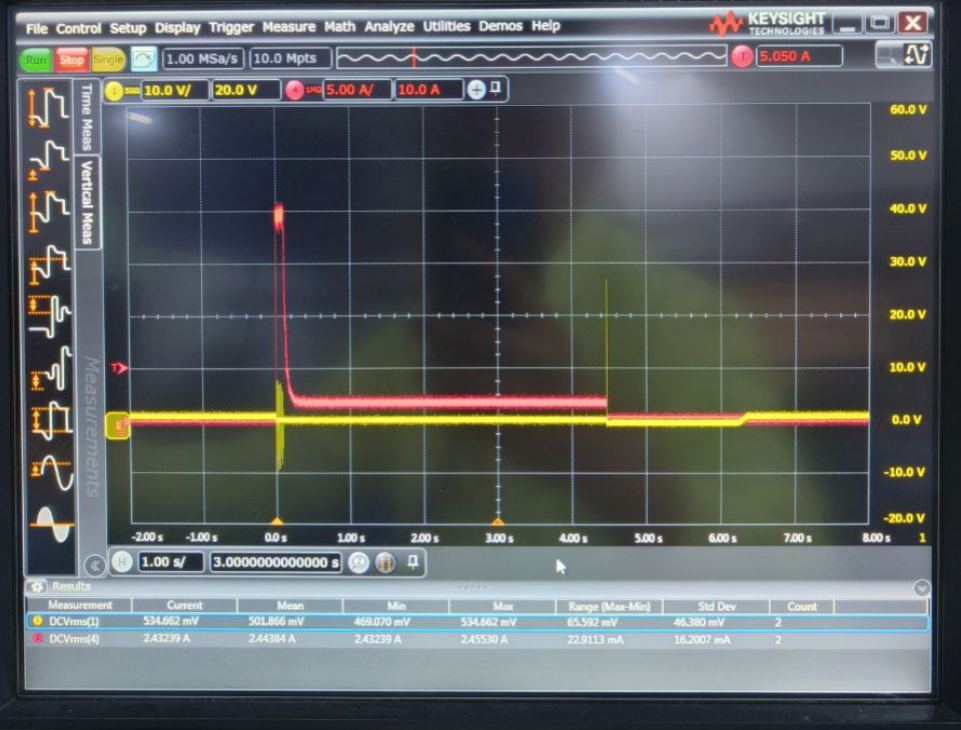 File Control Setup Display Trigger Measure Math Analyze Utilities Demos Help
KEYSIGHT
TECHNOLOGIES
Run Stop Single 1.00 MSa/s 10.0 Mpts T 5.050 A
50Ω 10.0 V/ 20.0 V 1MΩ 5.00 A/ 10.0 A
Time Meas
Vertical Meas
Measurements
60.0 V
50.0 V
40.0 V
30.0 V
20.0 V
10.0 V
0.0 V
-10.0 V
-20.0 V
T
-2.00 s -1.00 s 0.0 s 1.00 s 2.00 s 3.00 s 4.00 s 5.00 s 6.00 s 7.00 s 8.00 s 1
H 1.00 s/ 3.0000000000000 s
Results
Measurement Current Mean Min Max Range (Max-Min) Std Dev Count
DCVrms(1) 534.662 mV 501.866 mV 469.070 mV 534.662 mV 65.592 mV 46.380 mV 2
DCVrms(4) 2.43239 A 2.44384 A 2.43239 A 2.45530 A 22.9113 mA 16.2007 mA 2